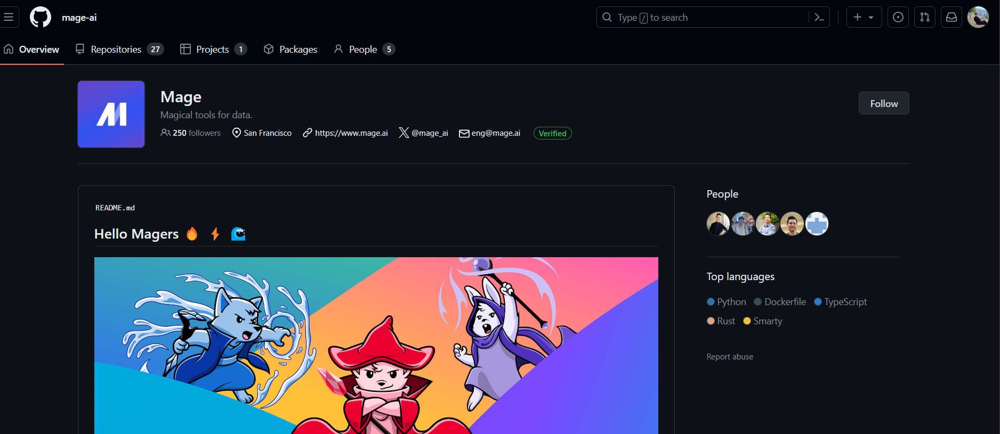 mage-ai
Type / to search
Overview
Repositories 27
Projects 1
Packages
People 5
M
Mage
Magical tools for data.
250 followers
San Francisco
https://www.mage.ai
@mage_ai
eng@mage.ai
Verified
Follow
README.md
Hello Magers
People
Top languages
Python Dockerfile TypeScript
Rust Smarty
Report abuse